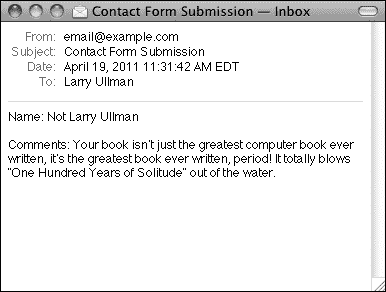 Contact Form Submission — Inbox
From: email@example.com
Subject: Contact Form Submission
Date: April 19, 2011 11:31:42 AM EDT
To: Larry Ullman
Name: Not Larry Ullman
Comments: Your book isn't just the greatest computer book ever
written, it's the greatest book ever written, period! It totally blows
"One Hundred Years of Solitude" out of the water.